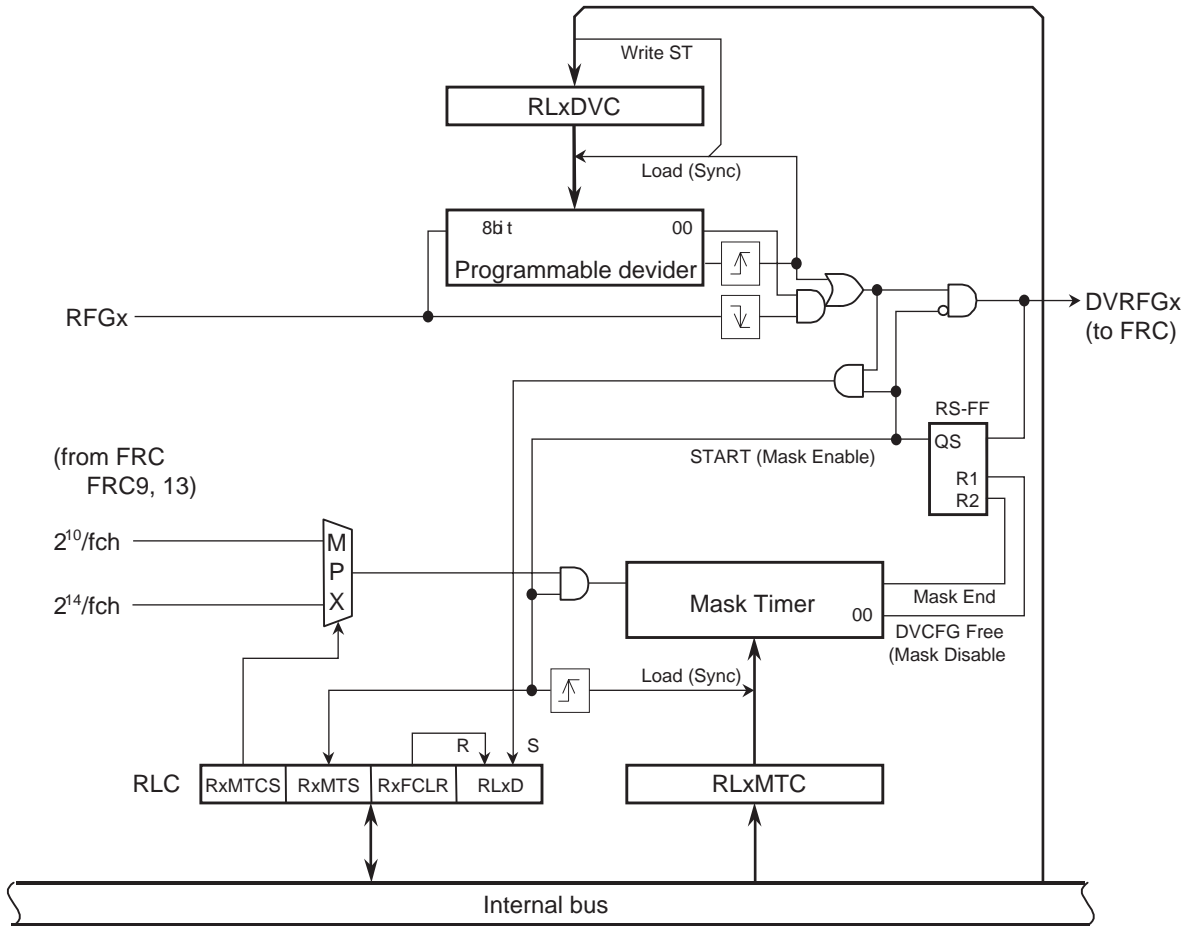 Write ST
RLxDVC
Load (Sync)
8bit 00
Programmable devider
RFGx
DVRFGx
(to FRC)
RS-FF
QS
R1
R2
START (Mask Enable)
(from FRC
FRC9, 13)
2¹⁰/fch
2¹⁴/fch
M
P
X
Mask Timer
00
Mask End
DVCFG Free
(Mask Disable
Load (Sync)
R S
RLC RxMTCS RxMTS RxFCLR RLxD
RLxMTC
Internal bus